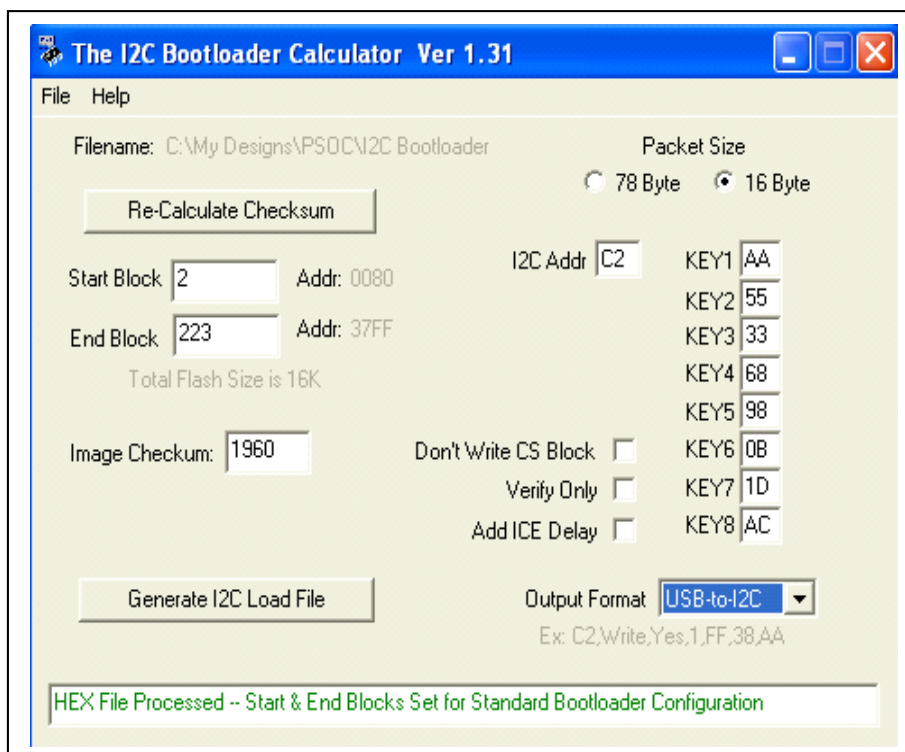 The I2C Bootloader Calculator Ver 1.31
File Help
Filename: C:\My Designs\PSOC\I2C Bootloader
Packet Size
78 Byte 16 Byte
Re-Calculate Checksum
I2C Addr C2
KEY1 AA
Start Block 2 Addr: 0080
KEY2 55
End Block 223 Addr: 37FF
KEY3 33
Total Flash Size is 16K
KEY4 68
KEY5 98
Image Checkum: 1960
Don't Write CS Block
KEY6 0B
Verify Only
KEY7 1D
Add ICE Delay
KEY8 AC
Generate I2C Load File
Output Format USB-to-I2C
Ex: C2,Write,Yes,1,FF,38,AA
HEX File Processed -- Start & End Blocks Set for Standard Bootloader Configuration